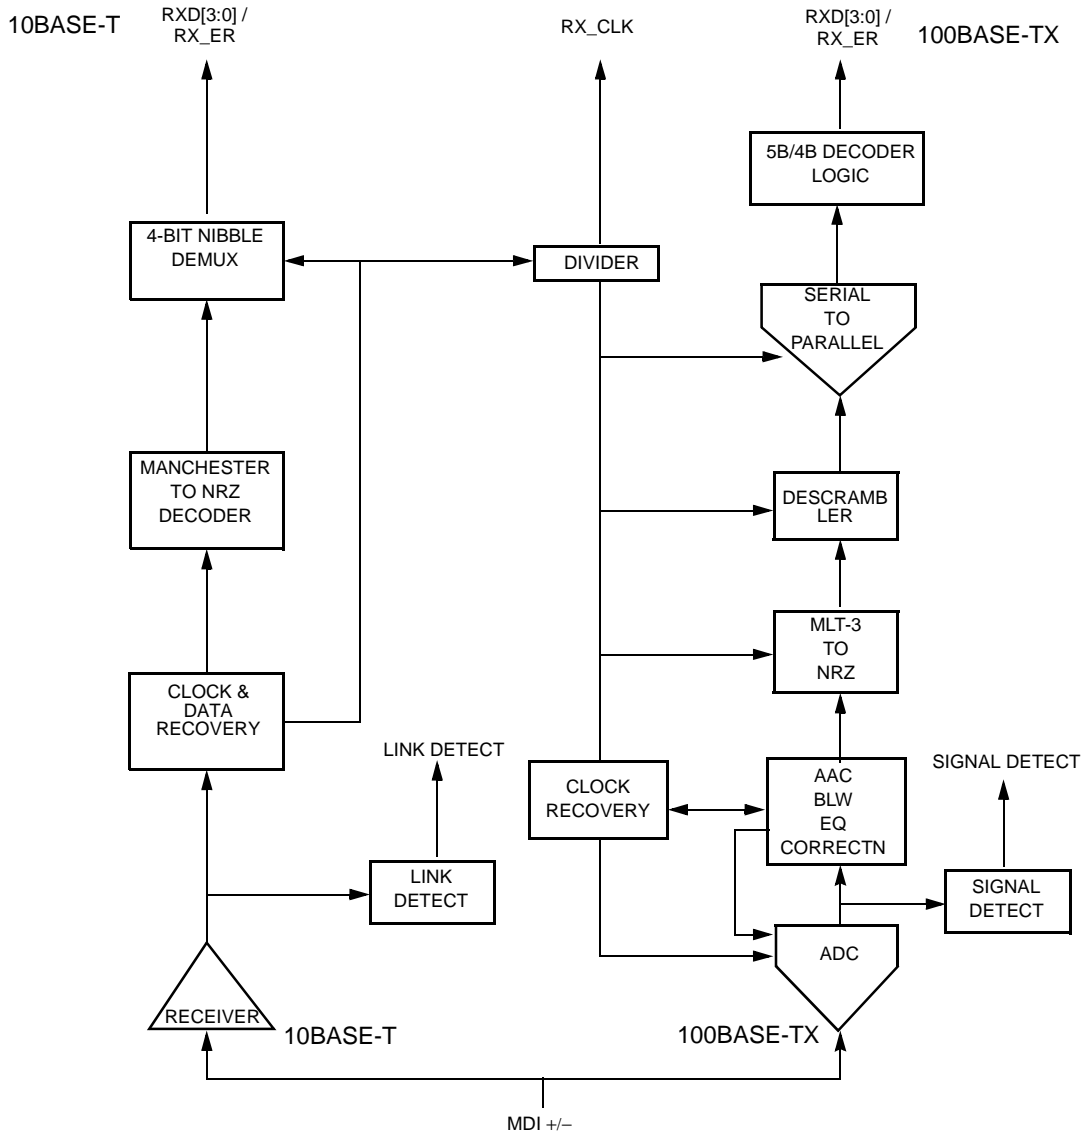 10BASE-T
RXD[3:0] /
RX_ER
RX_CLK
RXD[3:0] /
RX_ER
100BASE-TX
5B/4B DECODER
LOGIC
4-BIT NIBBLE
DEMUX
DIVIDER
SERIAL
TO
PARALLEL
MANCHESTER
TO NRZ
DECODER
DESCRAMB
LER
MLT-3
TO
NRZ
CLOCK &
DATA
RECOVERY
LINK DETECT
CLOCK
RECOVERY
AAC
BLW
EQ
CORRECTN
SIGNAL DETECT
LINK
DETECT
SIGNAL
DETECT
ADC
RECEIVER
10BASE-T
100BASE-TX
MDI +/−